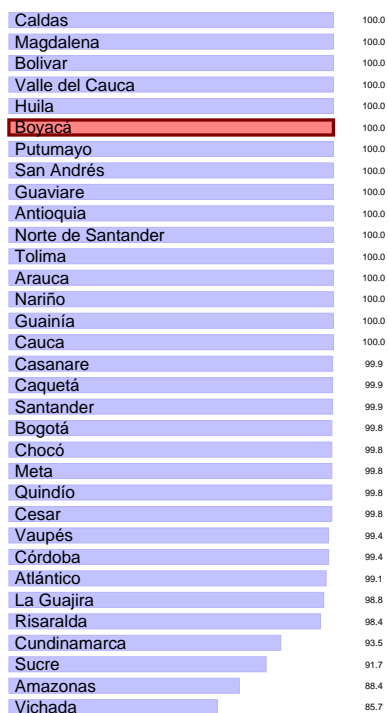 Caldas 100.0
Magdalena 100.0
Bolivar 100.0
Valle del Cauca 100.0
Huila 100.0
Boyacá 100.0
Putumayo 100.0
San Andrés 100.0
Guaviare 100.0
Antioquia 100.0
Norte de Santander 100.0
Tolima 100.0
Arauca 100.0
Nariño 100.0
Guainía 100.0
Cauca 100.0
Casanare 99.9
Caquetá 99.9
Santander 99.9
Bogotá 99.8
Chocó 99.8
Meta 99.8
Quindío 99.8
Cesar 99.8
Vaupés 99.4
Córdoba 99.4
Atlántico 99.1
La Guajira 98.8
Risaralda 98.4
Cundinamarca 93.5
Sucre 91.7
Amazonas 88.4
Vichada 85.7